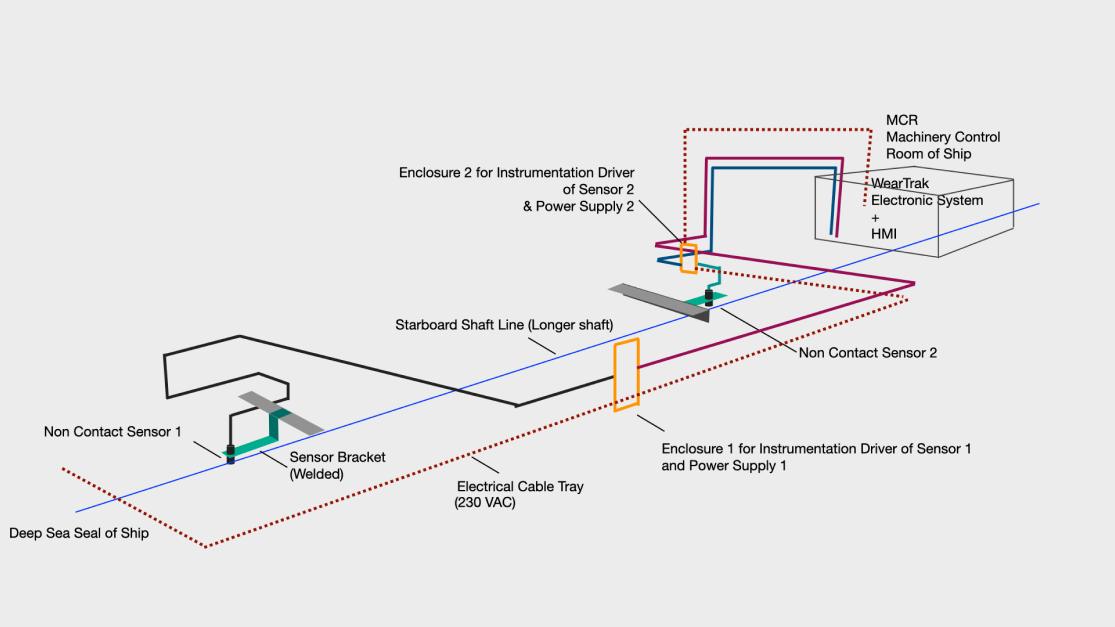 MCR
Machinery Control
Room of Ship
Enclosure 2 for Instrumentation Driver
of Sensor 2
& Power Supply 2
WearTrak
Electronic System
+
HMI
Starboard Shaft Line (Longer shaft)
Non Contact Sensor 2
Non Contact Sensor 1
Sensor Bracket
(Welded)
Enclosure 1 for Instrumentation Driver of Sensor 1
and Power Supply 1
Electrical Cable Tray
(230 VAC)
Deep Sea Seal of Ship